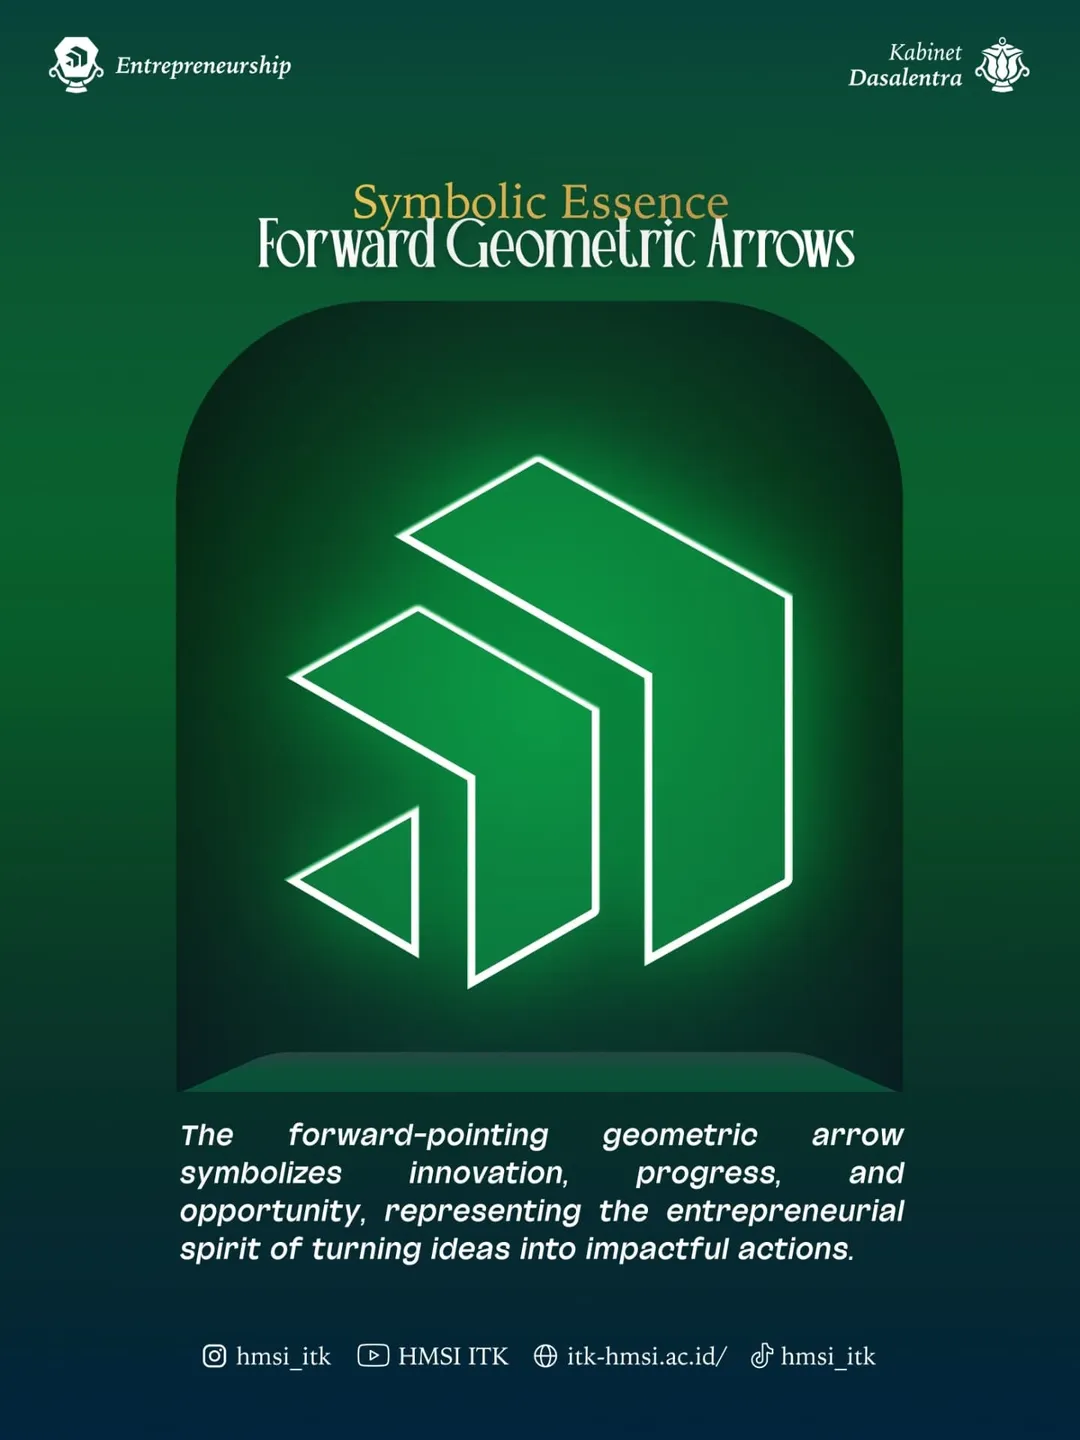 Entrepreneurship
Kabinet
Dasalentra
Symbolic Essence
Forward Geometric Arrows
The forward-pointing geometric arrow
symbolizes innovation, progress, and
opportunity, representing the entrepreneurial
spirit of turning ideas into impactful actions.
hmsi_itk HMSI ITK itk-hmsi.ac.id/ hmsi_itk